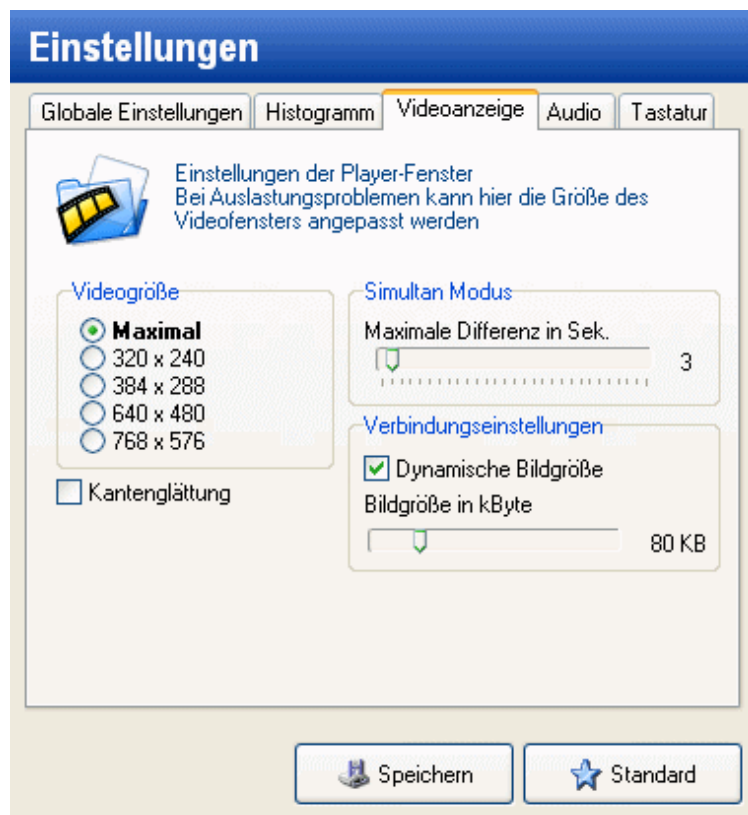 Einstellungen
Globale Einstellungen
Histogramm
Videoanzeige
Audio
Tastatur
Einstellungen der Player-Fenster
Bei Auslastungsproblemen kann hier die Größe des
Videofensters angepasst werden
Videogröße
Maximal
320 x 240
384 x 288
640 x 480
768 x 576
Kantenglättung
Simultan Modus
Maximale Differenz in Sek.
3
Verbindungseinstellungen
Dynamische Bildgröße
Bildgröße in kByte
80 KB
Speichern
Standard